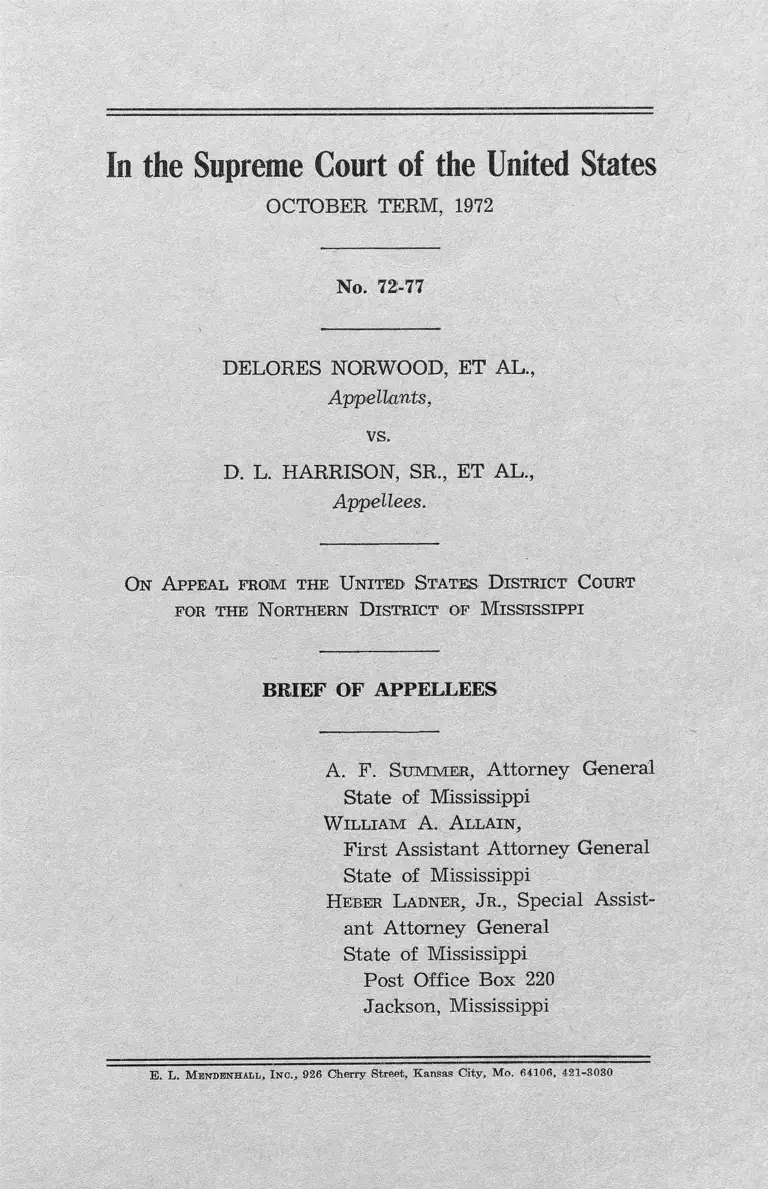 In the Supreme Court of the United States
OCTOBER TERM, 1972
No. 72-77
DELORES NORWOOD, ET AL.,
Appellants,
vs.
D. L. HARRISON, SR., ET AL.,
Appellees.
ON APPEAL FROM THE UNITED STATES DISTRICT COURT
FOR THE NORTHERN DISTRICT OF MISSISSIPPI
BRIEF OF APPELLEES
A. F. SUMMER, Attorney General
State of Mississippi
WILLIAM A. ALLAIN,
First Assistant Attorney General
State of Mississippi
HEBER LADNER, JR., Special Assist-
ant Attorney General
State of Mississippi
Post Office Box 220
Jackson, Mississippi
E. L. MENDENHALL, INC., 926 Cherry Street, Kansas City, Mo. 64106, 421-3030